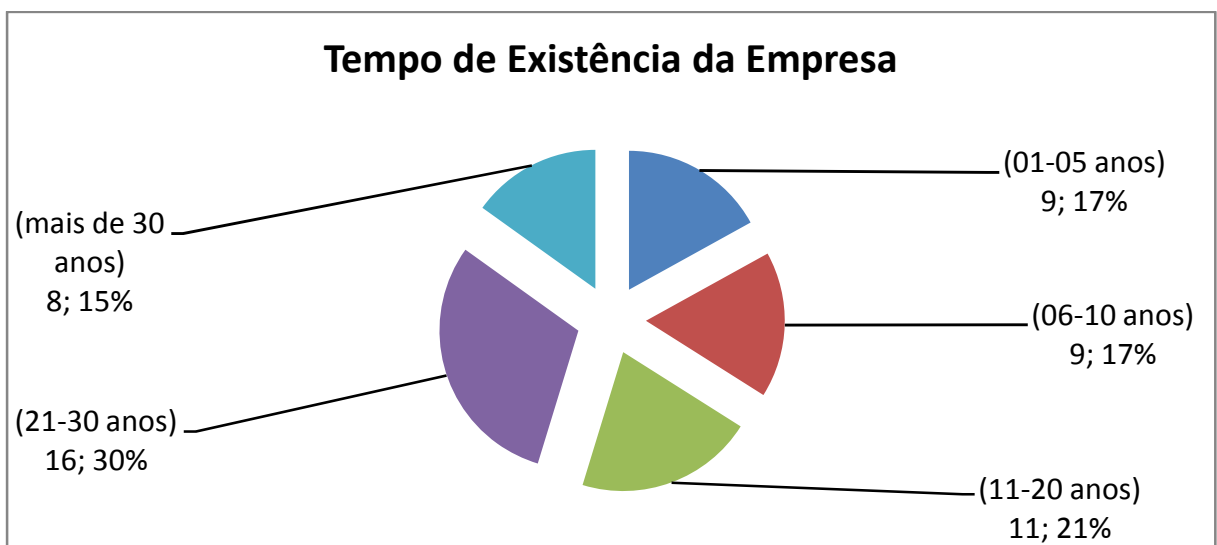 Tempo de Existência da Empresa
(01-05 anos)
9; 17%
(06-10 anos)
9; 17%
(11-20 anos)
11; 21%
(21-30 anos)
16; 30%
(mais de 30
anos)
8; 15%